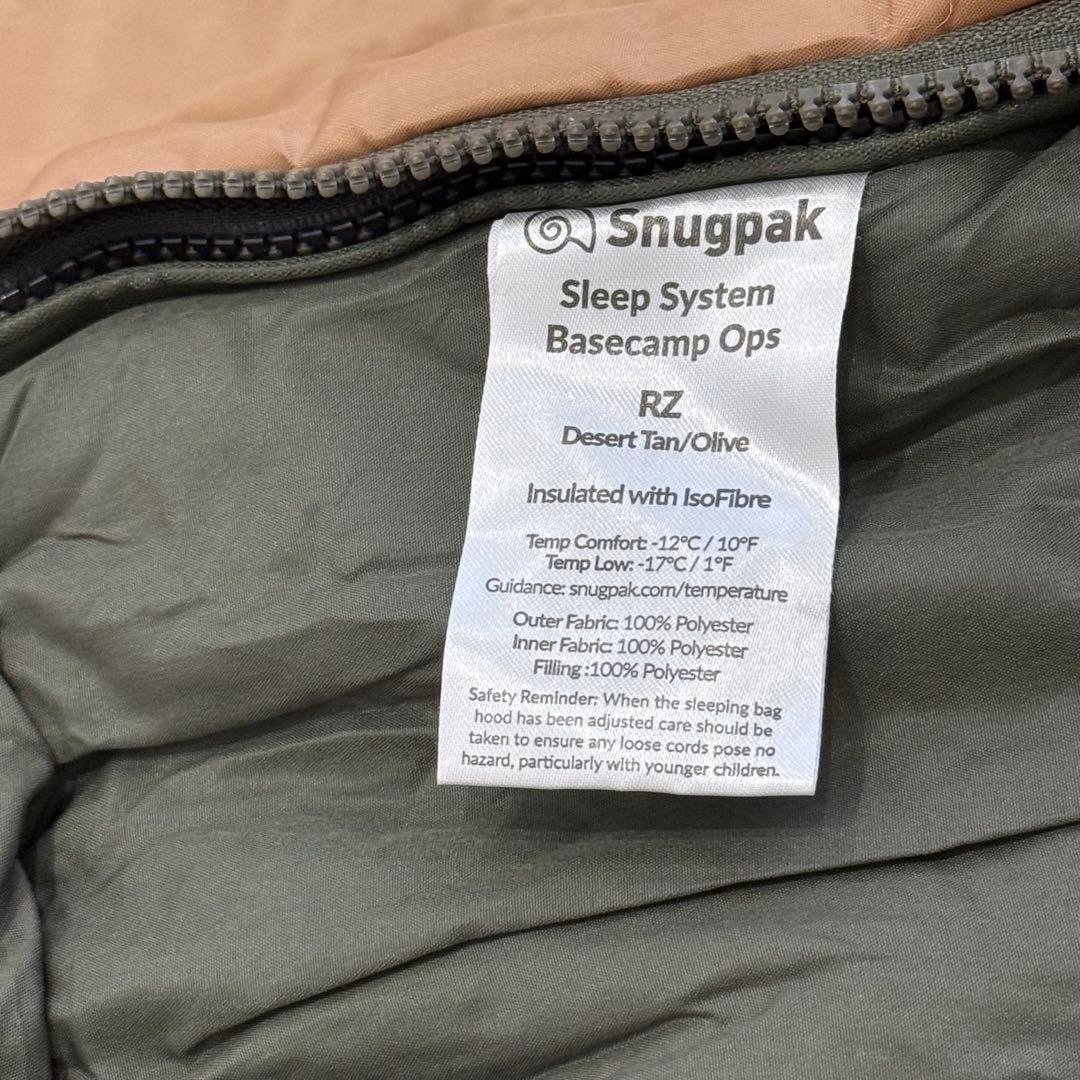 Snugpak
Sleep System
Basecamp Ops
RZ
Desert Tan/Olive
Insulated with IsoFibre
Temp Comfort: -12°C / 10°F
Temp Low: -17°C / 1°F
Guidance: snugpak.com/temperature
Outer Fabric: 100% Polyester
Inner Fabric: 100% Polyester
Filling :100% Polyester
Safety Reminder: When the sleeping bag
hood has been adjusted care should be
taken to ensure any loose cords pose no
hazard, particularly with younger children.